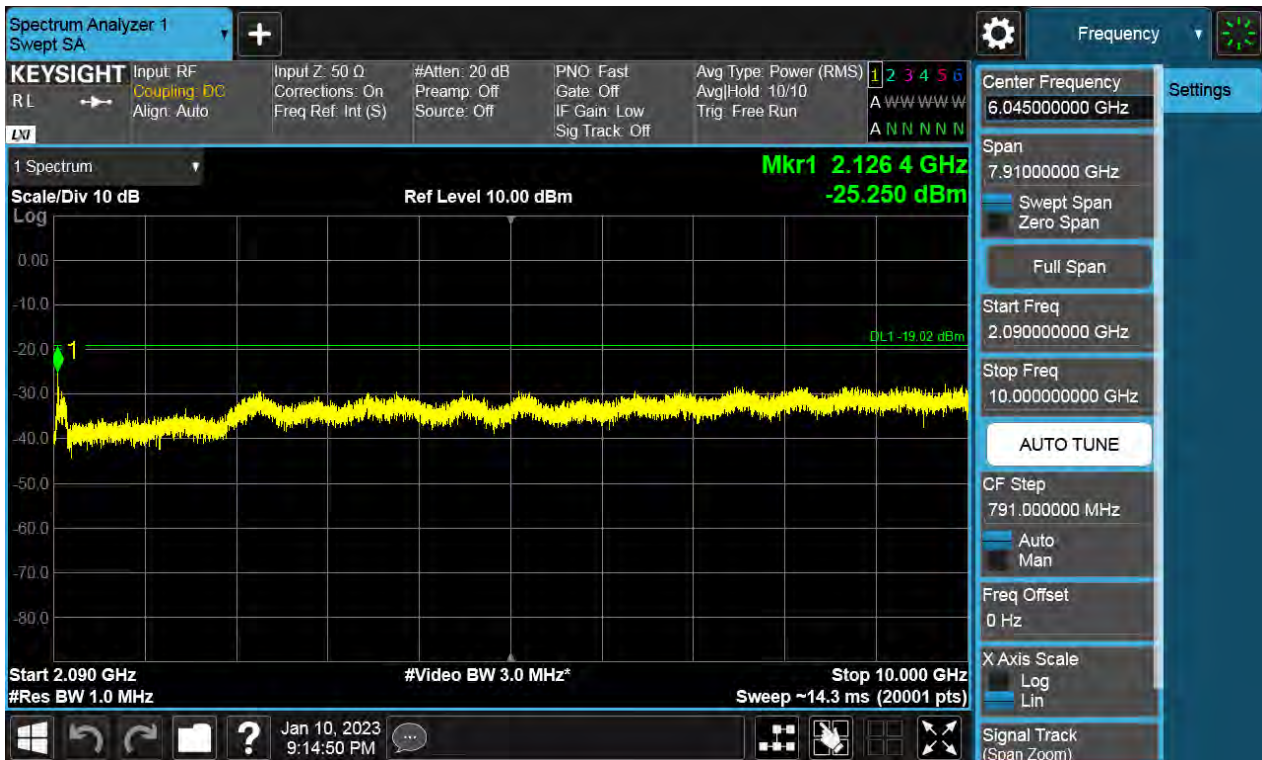 Spectrum Analyzer 1
Swept SA
+
Frequency
KEYSIGHT
RL
LXI
Input: RF
Coupling: DC
Align: Auto
Input Z: 50 Ω
Corrections: On
Freq Ref: Int (S)
#Atten: 20 dB
Preamp: Off
Source: Off
PNO: Fast
Gate: Off
IF Gain: Low
Sig Track: Off
Avg Type: Power (RMS)
Avg|Hold: 10/10
Trig: Free Run
1 2 3 4 5 6
A W W W W W
A N N N N N
1 Spectrum
Mkr1 2.126 4 GHz
Scale/Div 10 dB
Ref Level 10.00 dBm
-25.250 dBm
Log
0.00
-10.0
DL1 -19.02 dBm
-20.0
1
-30.0
-40.0
-50.0
-60.0
-70.0
-80.0
Start 2.090 GHz
#Video BW 3.0 MHz*
Stop 10.000 GHz
#Res BW 1.0 MHz
Sweep ~14.3 ms (20001 pts)
?
Jan 10, 2023
9:14:50 PM
Center Frequency
6.045000000 GHz
Settings
Span
7.91000000 GHz
Swept Span
Zero Span
Full Span
Start Freq
2.090000000 GHz
Stop Freq
10.000000000 GHz
AUTO TUNE
CF Step
791.000000 MHz
Auto
Man
Freq Offset
0 Hz
X Axis Scale
Log
Lin
Signal Track
(Span Zoom)